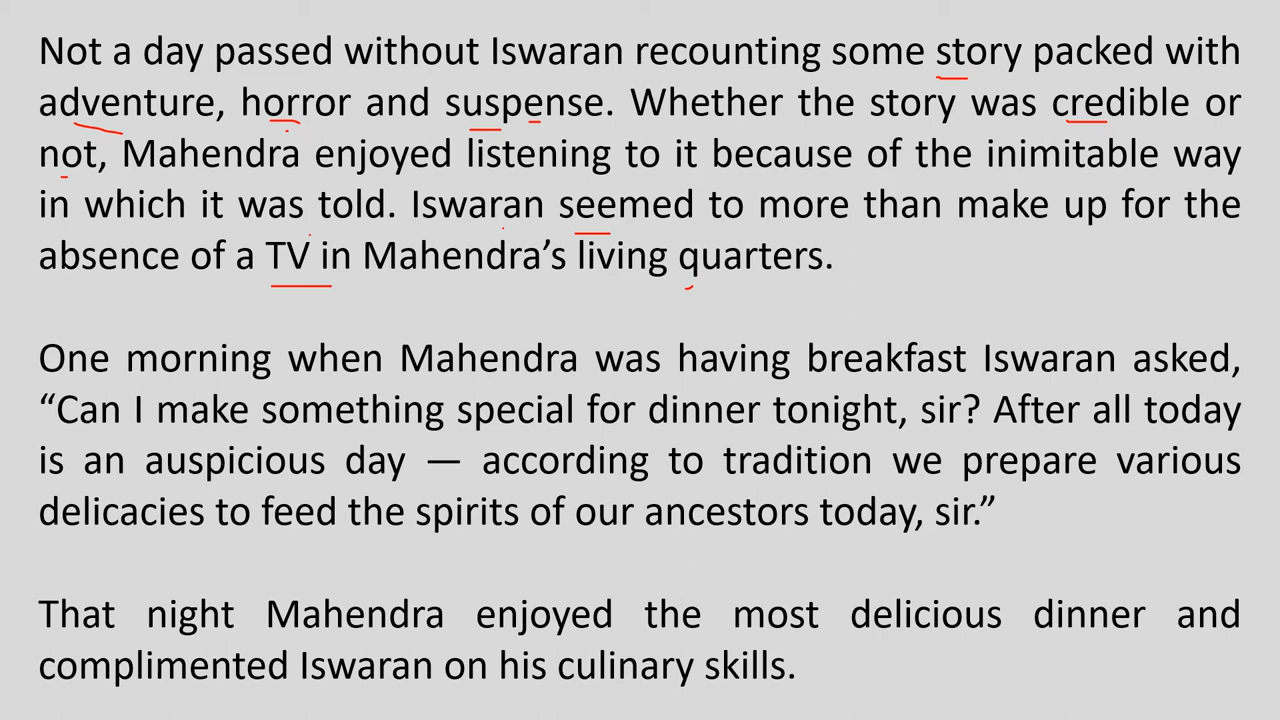 Not a day passed without Iswaran recounting some story packed with
adventure, horror and suspense. Whether the story was credible or
not, Mahendra enjoyed listening to it because of the inimitable way
in which it was told. Iswaran seemed to more than make up for the
absence of a TV in Mahendra’s living quarters.
One morning when Mahendra was having breakfast Iswaran asked,
“Can I make something special for dinner tonight, sir? After all today
is an auspicious day — according to tradition we prepare various
delicacies to feed the spirits of our ancestors today, sir.”
That night Mahendra enjoyed the most delicious dinner and
complimented Iswaran on his culinary skills.